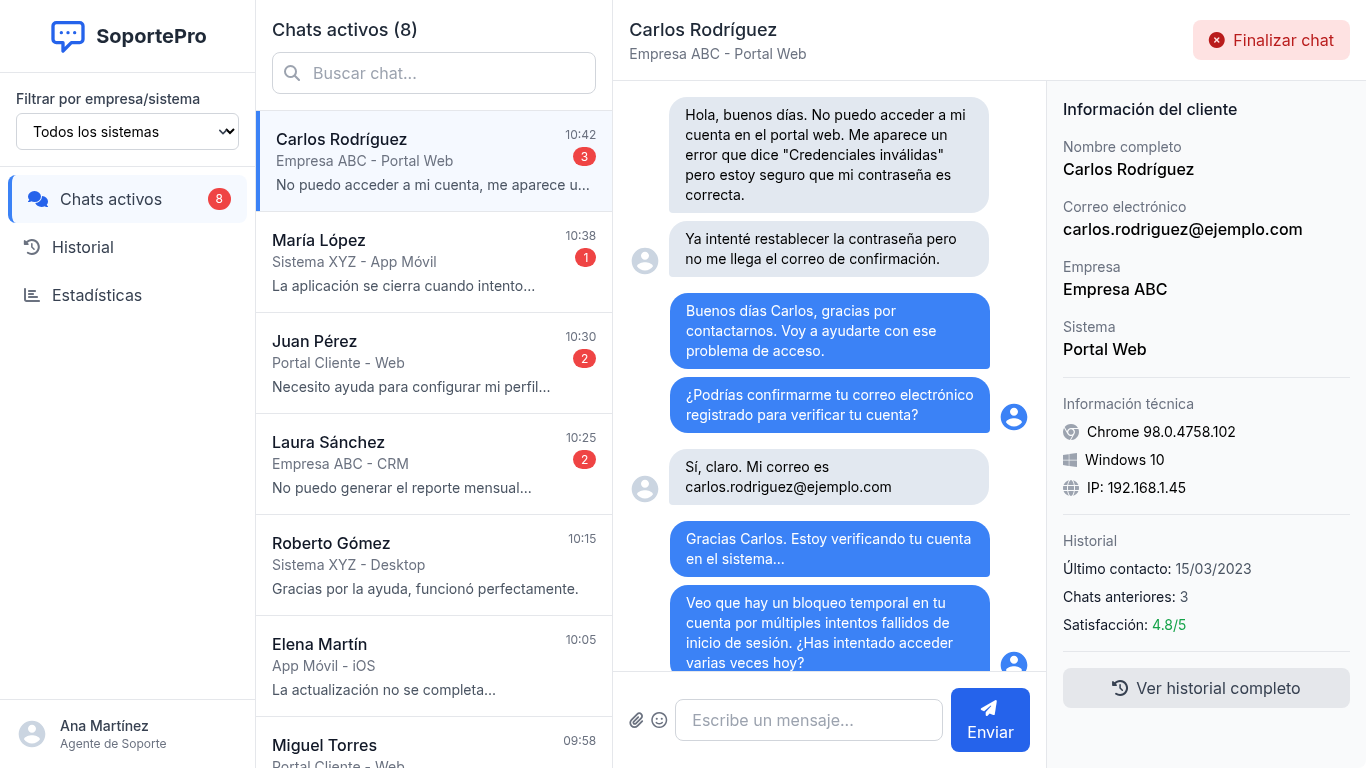 SoportePro
Filtrar por empresa/sistema
Todos los sistemas
Chats activos
8
Historial
Estadísticas
Ana Martínez
Agente de Soporte
Chats activos (8)
Buscar chat...
Carlos Rodríguez
10:42
Empresa ABC - Portal Web
3
No puedo acceder a mi cuenta, me aparece u...
María López
10:38
Sistema XYZ - App Móvil
1
La aplicación se cierra cuando intento...
Juan Pérez
10:30
Portal Cliente - Web
2
Necesito ayuda para configurar mi perfil...
Laura Sánchez
10:25
Empresa ABC - CRM
2
No puedo generar el reporte mensual...
Roberto Gómez
10:15
Sistema XYZ - Desktop
Gracias por la ayuda, funcionó perfectamente.
Elena Martín
10:05
App Móvil - iOS
La actualización no se completa...
Miguel Torres
09:58
Portal Cliente - Web
Carlos Rodríguez
Empresa ABC - Portal Web
Finalizar chat
Hola, buenos días. No puedo acceder a mi
cuenta en el portal web. Me aparece un
error que dice "Credenciales inválidas"
pero estoy seguro que mi contraseña es
correcta.
Ya intenté restablecer la contraseña pero
no me llega el correo de confirmación.
Buenos días Carlos, gracias por
contactarnos. Voy a ayudarte con ese
problema de acceso.
¿Podrías confirmarme tu correo electrónico
registrado para verificar tu cuenta?
Sí, claro. Mi correo es
carlos.rodriguez@ejemplo.com
Gracias Carlos. Estoy verificando tu cuenta
en el sistema...
Veo que hay un bloqueo temporal en tu
cuenta por múltiples intentos fallidos de
inicio de sesión. ¿Has intentado acceder
varias veces hoy?
Escribe un mensaje...
Enviar
Información del cliente
Nombre completo
Carlos Rodríguez
Correo electrónico
carlos.rodriguez@ejemplo.com
Empresa
Empresa ABC
Sistema
Portal Web
Información técnica
Chrome 98.0.4758.102
Windows 10
IP: 192.168.1.45
Historial
Último contacto: 15/03/2023
Chats anteriores: 3
Satisfacción: 4.8/5
Ver historial completo